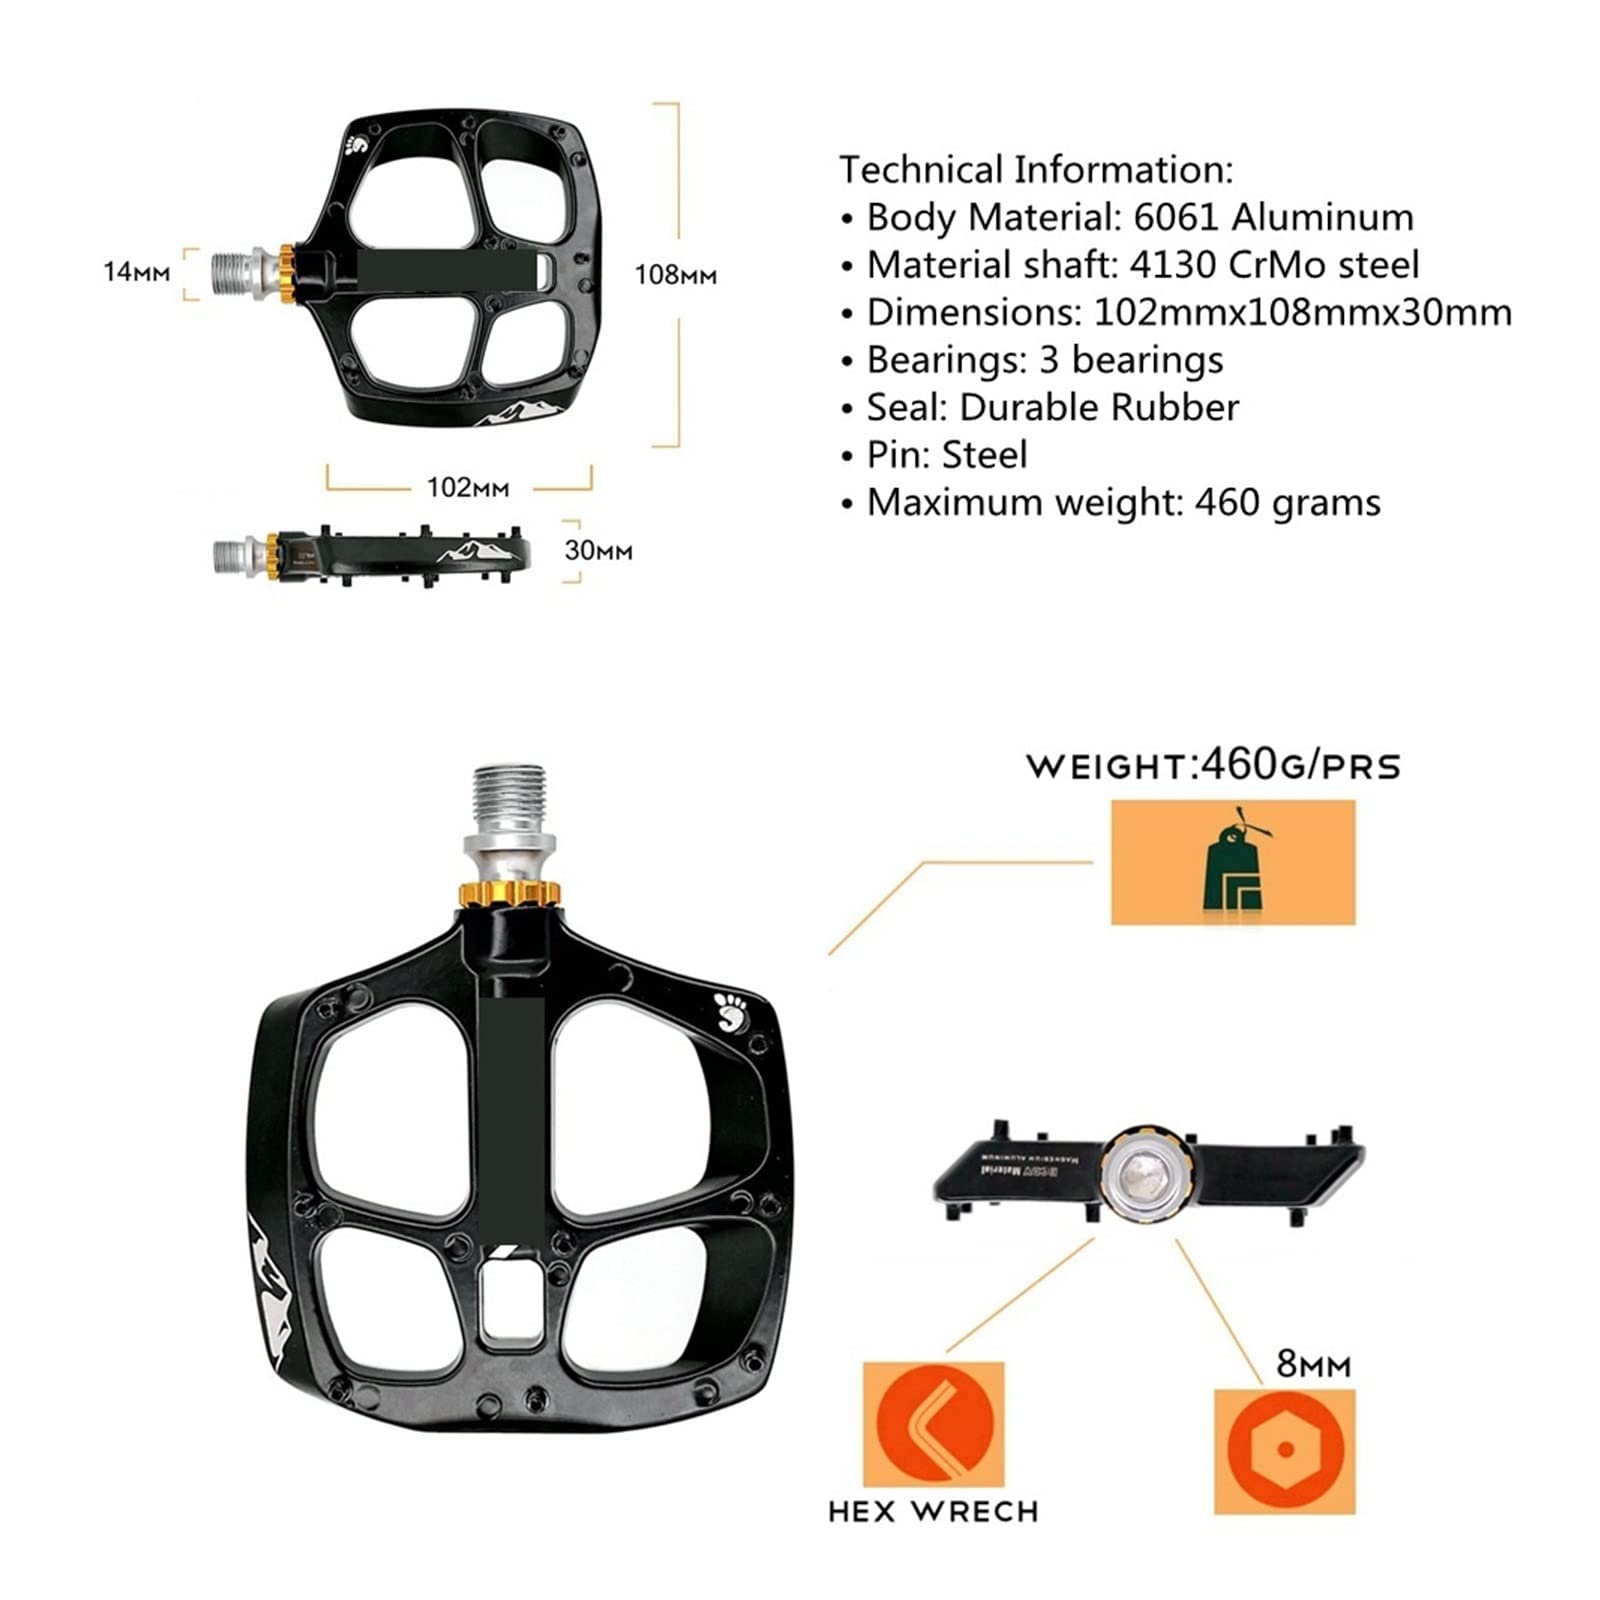 Technical Information:
• Body Material: 6061 Aluminum
• Material shaft: 4130 CrMo steel
• Dimensions: 102mmx108mmx30mm
• Bearings: 3 bearings
• Seal: Durable Rubber
• Pin: Steel
• Maximum weight: 460 grams
14MM
108MM
102MM
30MM
WEIGHT:460G/PRS
Material
MAGNESIUM ALUMINUM
8MM
HEX WRECH